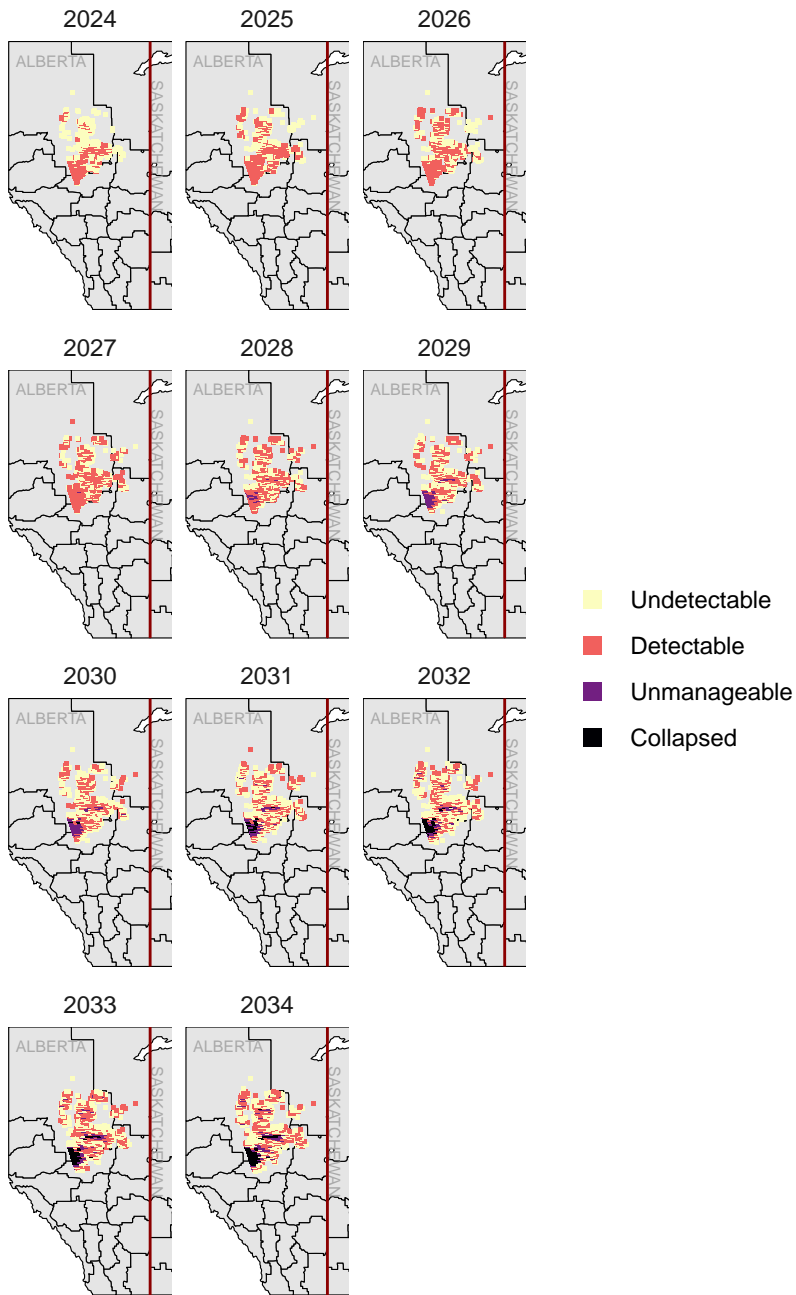 2024
2025
2026
ALBERTA
SASKATCHEWAN
ALBERTA
SASKATCHEWAN
ALBERTA
SASKATCHEWAN
2027
2028
2029
ALBERTA
SASKATCHEWAN
ALBERTA
SASKATCHEWAN
ALBERTA
SASKATCHEWAN
Undetectable
Detectable
Unmanageable
Collapsed
2030
2031
2032
ALBERTA
SASKATCHEWAN
ALBERTA
SASKATCHEWAN
ALBERTA
SASKATCHEWAN
2033
2034
ALBERTA
SASKATCHEWAN
ALBERTA
SASKATCHEWAN